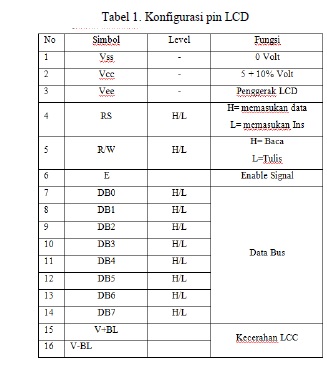 Tabel 1. Konfigurasi pin LCD
No Simbol Level Fungsi
1 Vss - 0 Volt
2 Vcc - 5 + 10% Volt
3 Vee - Penggerak LCD
4 RS H/L H= memasukan data
L= memasukan Ins
5 R/W H/L H= Baca
L=Tulis
6 E Enable Signal
7 DB0 H/L
8 DB1 H/L
9 DB2 H/L
10 DB3 H/L
11 DB4 H/L
12 DB5 H/L
13 DB6 H/L
14 DB7 H/L
Data Bus
15 V+BL
16 V-BL
Kecerahan LCC